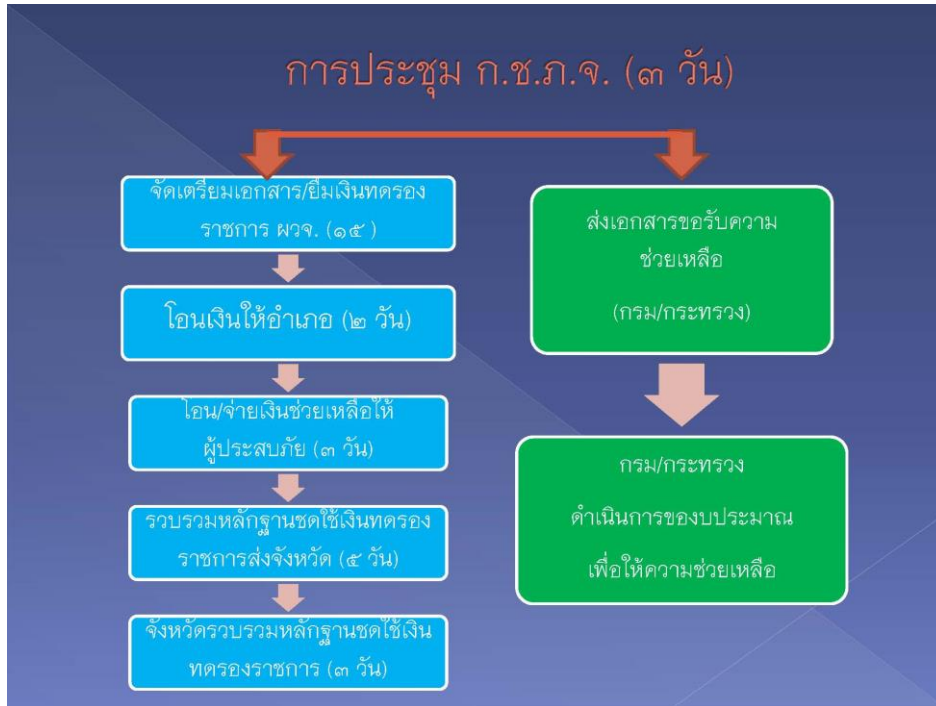 การประชุม ก.ช.ภ.จ. (๓ วัน)
จัดเตรียมเอกสาร/ยืมเงินทดรอง
ราชการ ผวจ. (๑๕ )
โอนเงินให้อำเภอ (๒ วัน)
โอน/จ่ายเงินช่วยเหลือให้
ผู้ประสบภัย (๓ วัน)
รวบรวมหลักฐานชดใช้เงินทดรอง
ราชการส่งจังหวัด (๕ วัน)
จังหวัดรวบรวมหลักฐานชดใช้เงิน
ทดรองราชการ (๓ วัน)
ส่งเอกสารขอรับความ
ช่วยเหลือ
(กรม/กระทรวง)
กรม/กระทรวง
ดำเนินการของบประมาณ
เพื่อให้ความช่วยเหลือ